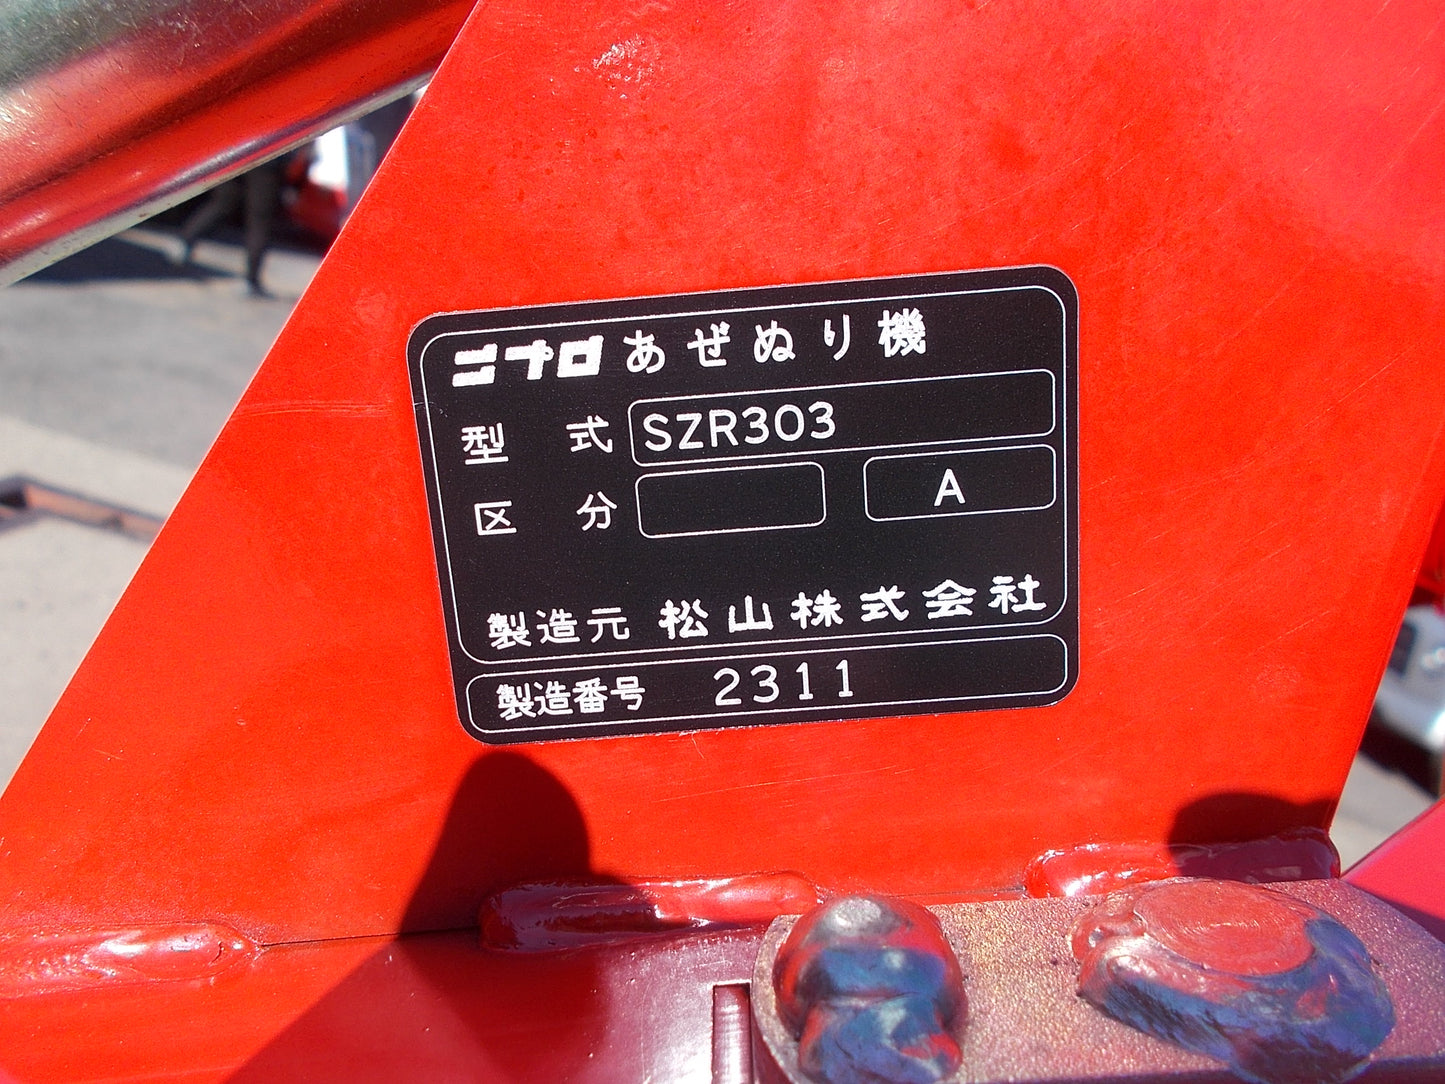 ニプロ あぜぬり機
型 式 SZR303
区 分 A
製造元 松山株式会社
製造番号 2311